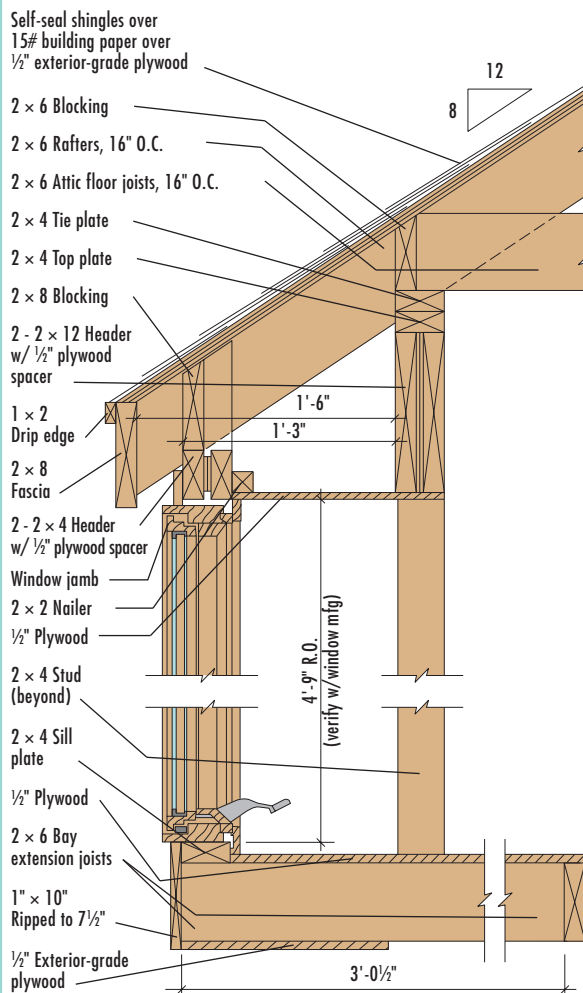 Self-seal shingles over
15# building paper over
½" exterior-grade plywood
12
8
2 × 6 Blocking
2 × 6 Rafters, 16" O.C.
2 × 6 Attic floor joists, 16" O.C.
2 × 4 Tie plate
2 × 4 Top plate
2 × 8 Blocking
2 - 2 × 12 Header
w/ ½" plywood
spacer
1'-6"
1'-3"
1 × 2
Drip edge
2 × 8
Fascia
2 - 2 × 4 Header
w/ ½" plywood spacer
Window jamb
2 × 2 Nailer
½" Plywood
4'-9" R.O.
(verify w/window mfg)
2 × 4 Stud
(beyond)
2 × 4 Sill
plate
½" Plywood
2 × 6 Bay
extension joists
1" × 10"
Ripped to 7½"
½" Exterior-grade
plywood
3'-0½"